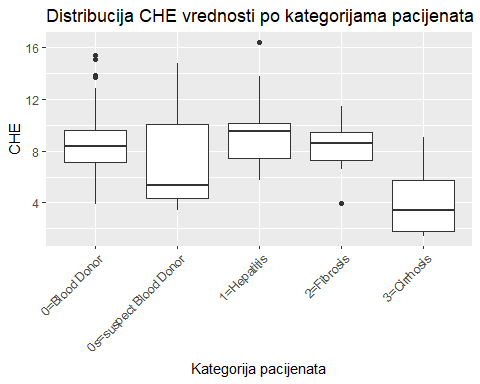 Distribucija CHE vrednosti po kategorijama pacijenata
CHE
16
12
8
4
0=Blood Donor
0s=suspect Blood Donor
1=Hepatitis
2=Fibrosis
3=Cirrhosis
Kategorija pacijenata